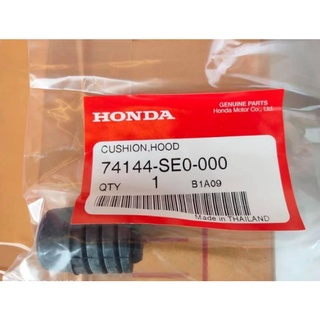 HONDA
GENUINE PARTS
Honda Motor Co., Ltd.
CUSHION,HOOD
74144-SE0-000
QTY 1 B1A09
Made in THAILAND